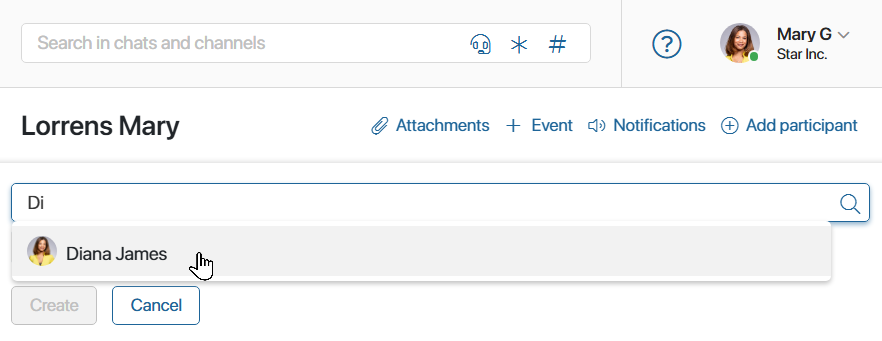 Search in chats and channels
Mary G
Star Inc.
Lorrens Mary
Attachments
Event
Notifications
Add participant
Di
Diana James
Create
Cancel